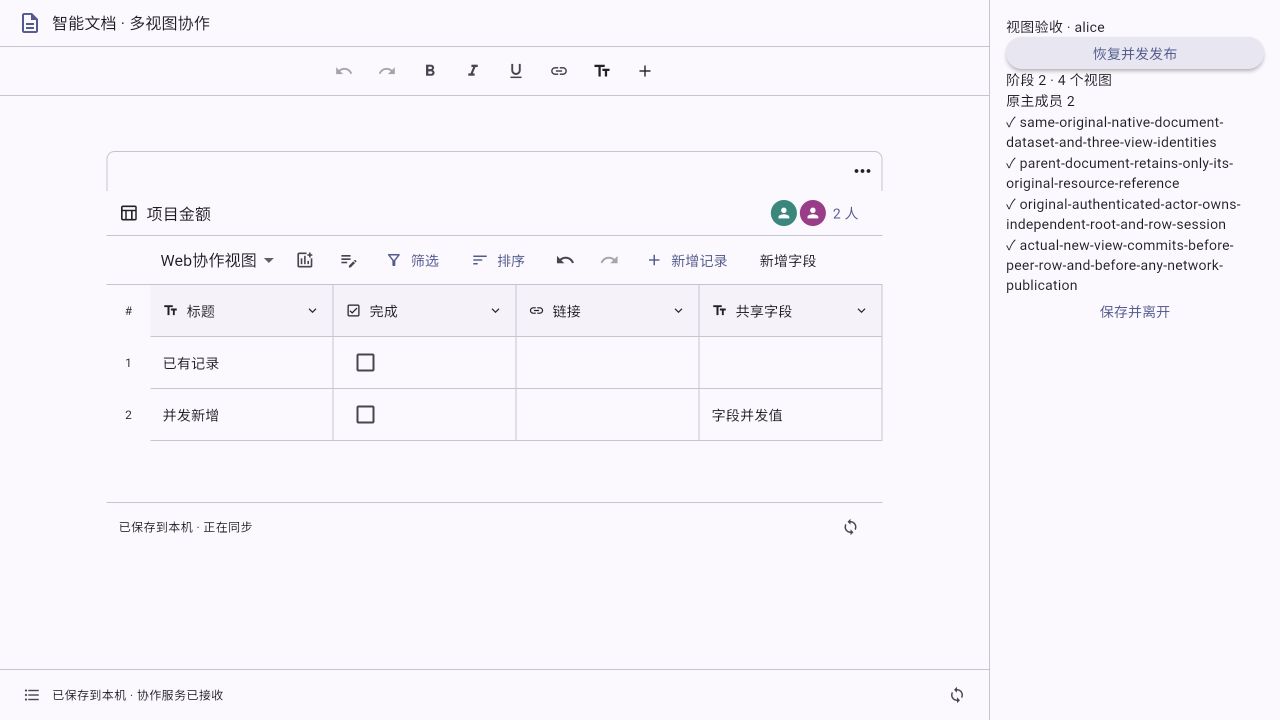 智能文档 · 多视图协作
B I U Tт +
项目金额
2 人
Web协作视图
筛选
排序
新增记录
新增字段
# 标题 完成 链接 共享字段
1 已有记录
2 并发新增 字段并发值
已保存到本机 · 正在同步
已保存到本机 · 协作服务已接收
视图验收 · alice
恢复并发发布
阶段 2 · 4 个视图
原主成员 2
✓ same-original-native-document-
dataset-and-three-view-identities
✓ parent-document-retains-only-its-
original-resource-reference
✓ original-authenticated-actor-owns-
independent-root-and-row-session
✓ actual-new-view-commits-before-
peer-row-and-before-any-network-
publication
保存并离开